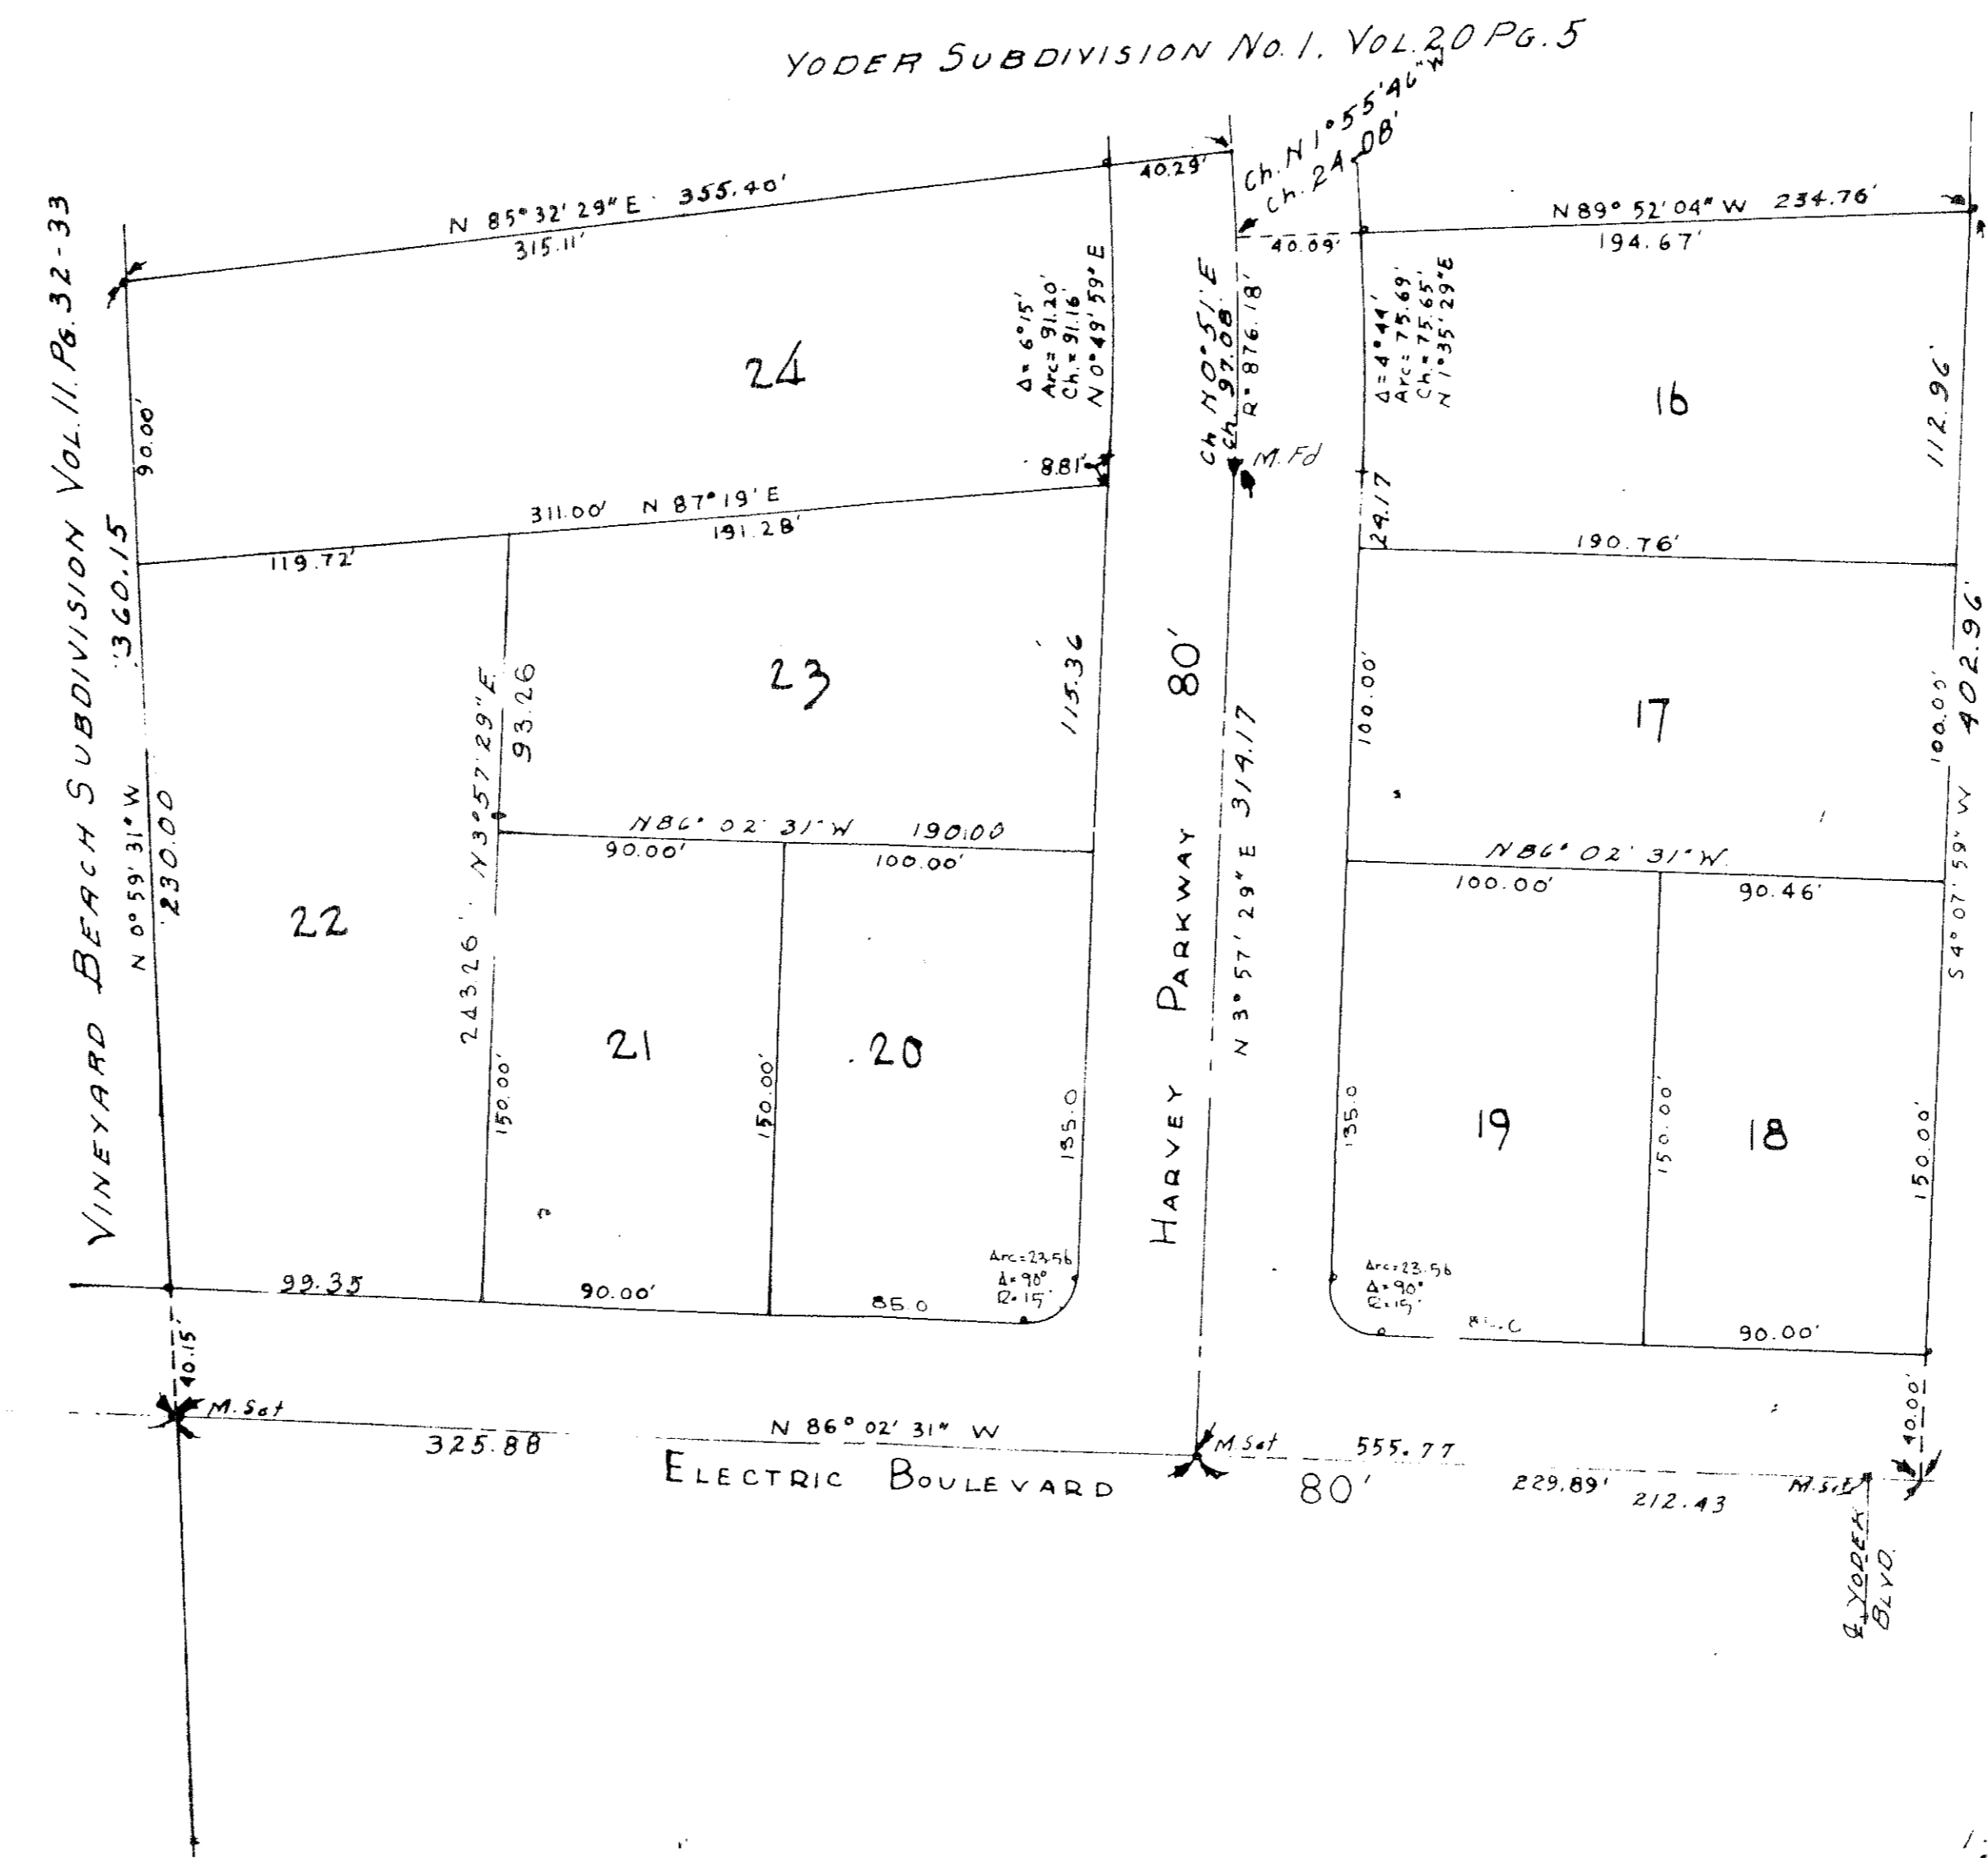 YODER SUBDIVISION NO. 1. VOL. 20 PG. 5
Ch. N 1° 55' 46" W
Ch. 24.08'
VINEYARD BEACH SUBDIVISION VOL. 11. PG. 32-33
N 85° 32' 29" E 355.40'
315.11'
40.29'
40.09'
N 89° 52' 04" W 234.76'
194.67'
90.00'
24
Δ = 6° 15'
Arc = 91.20'
Ch. = 91.16'
N 0° 49' 59" E
8.81'
Ch. N 0° 51' E
Ch. 97.08'
R = 876.18'
M. Fd
Δ = 4° 44'
Arc = 75.69'
Ch. = 75.65'
N 1° 35' 29" E
16
112.96'
24.17
190.76'
311.00' N 87° 19' E
119.72'
191.28'
360.15
N 0° 59' 31" W
230.00
N 3° 57' 29" E
93.26
23
115.36
HARVEY PARKWAY 80'
N 3° 57' 29" E 314.17
100.00'
17
100.00'
402.96'
S 4° 07' 59" W
N 86° 02' 31" W 190.00
90.00'
100.00'
N 86° 02' 31" W
100.00'
90.46'
22
243.26'
150.00'
21
150.00'
20
135.0
135.0
19
150.00'
18
150.00'
Arc = 23.56
Δ = 90°
R = 15'
Arc = 23.56
Δ = 90°
R = 15'
99.35
90.00'
85.0
90.00'
40.15'
40.00'
M. Set
N 86° 02' 31" W
325.88
M. Set
555.77
229.89'
212.43
M. Set
ELECTRIC BOULEVARD 80'
℄ YODER
BLVD.